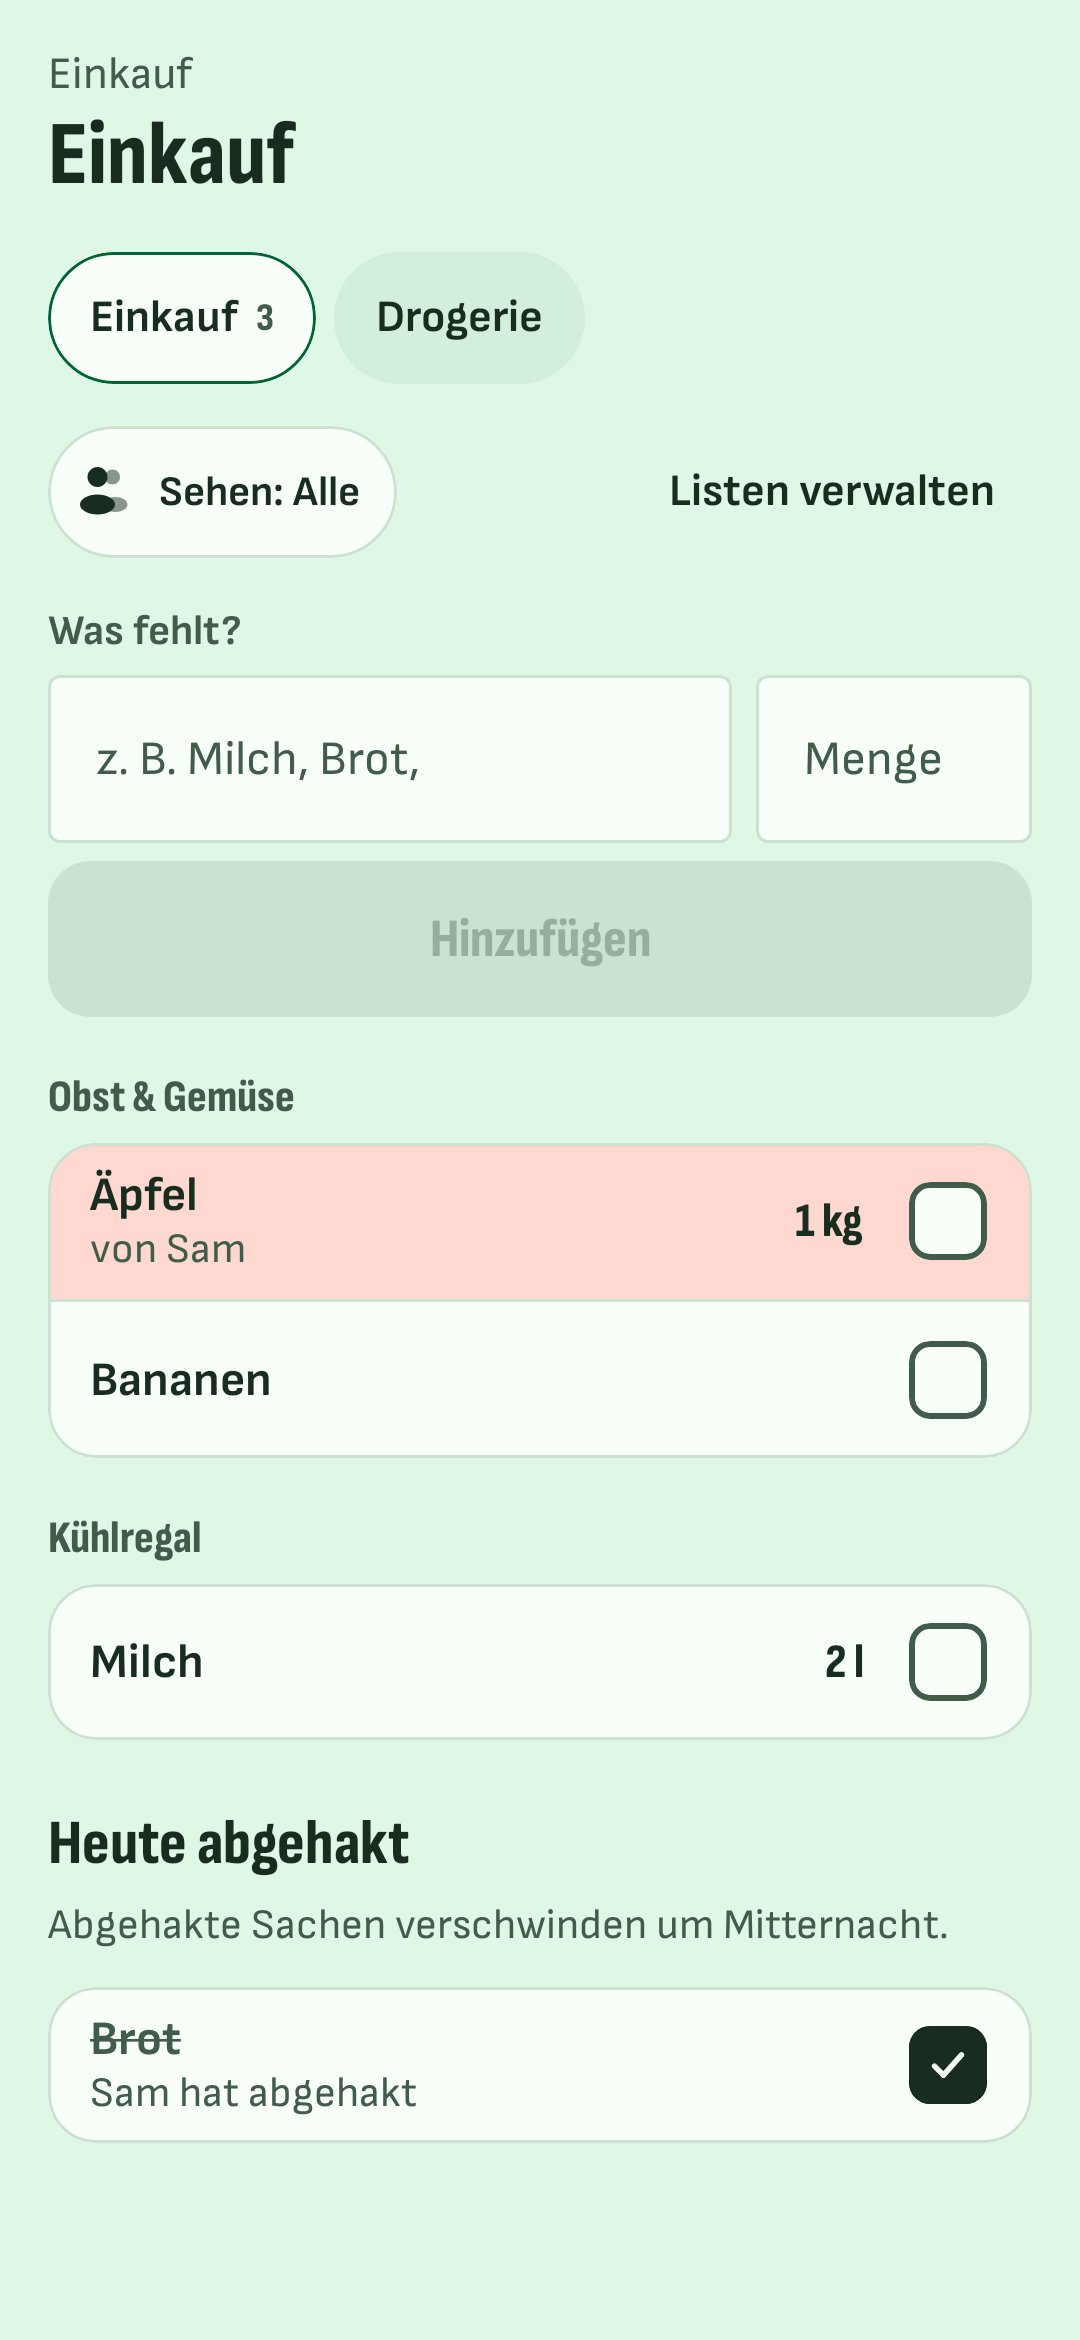 Einkauf
Einkauf
Einkauf 3
Drogerie
Sehen: Alle
Listen verwalten
Was fehlt?
z. B. Milch, Brot,
Menge
Hinzufügen
Obst & Gemüse
Äpfel
von Sam
1 kg
Bananen
Kühlregal
Milch
2 l
Heute abgehakt
Abgehakte Sachen verschwinden um Mitternacht.
Brot
Sam hat abgehakt